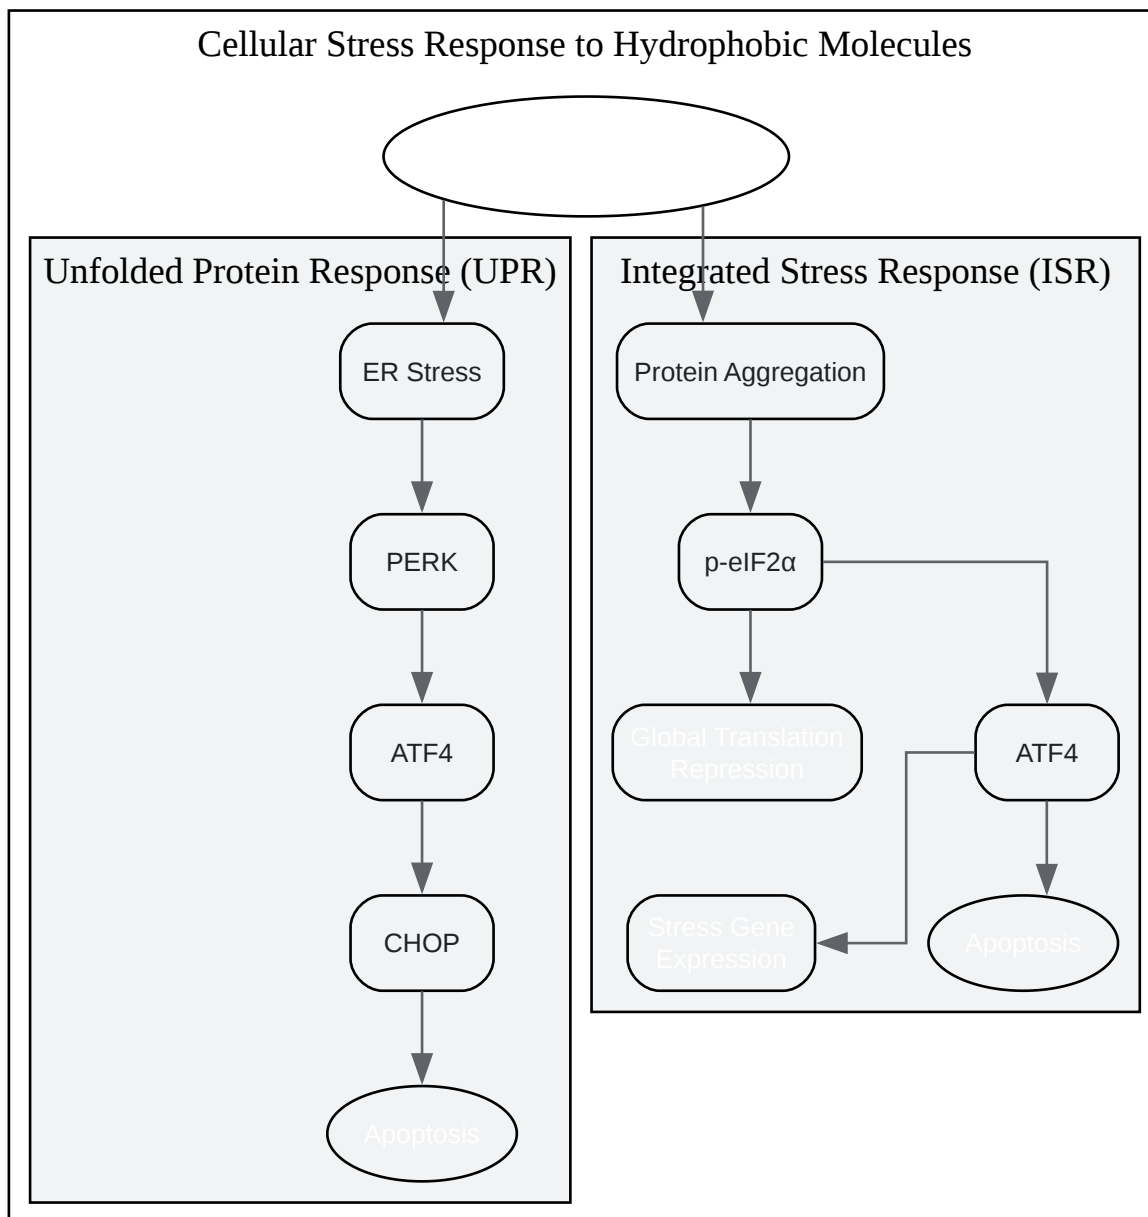 Cellular Stress Response to Hydrophobic Molecules
Unfolded Protein Response (UPR)
ER Stress
PERK
ATF4
CHOP
Apoptosis
Integrated Stress Response (ISR)
Protein Aggregation
p-eIF2α
Global Translation
Repression
ATF4
Stress Gene
Expression
Apoptosis